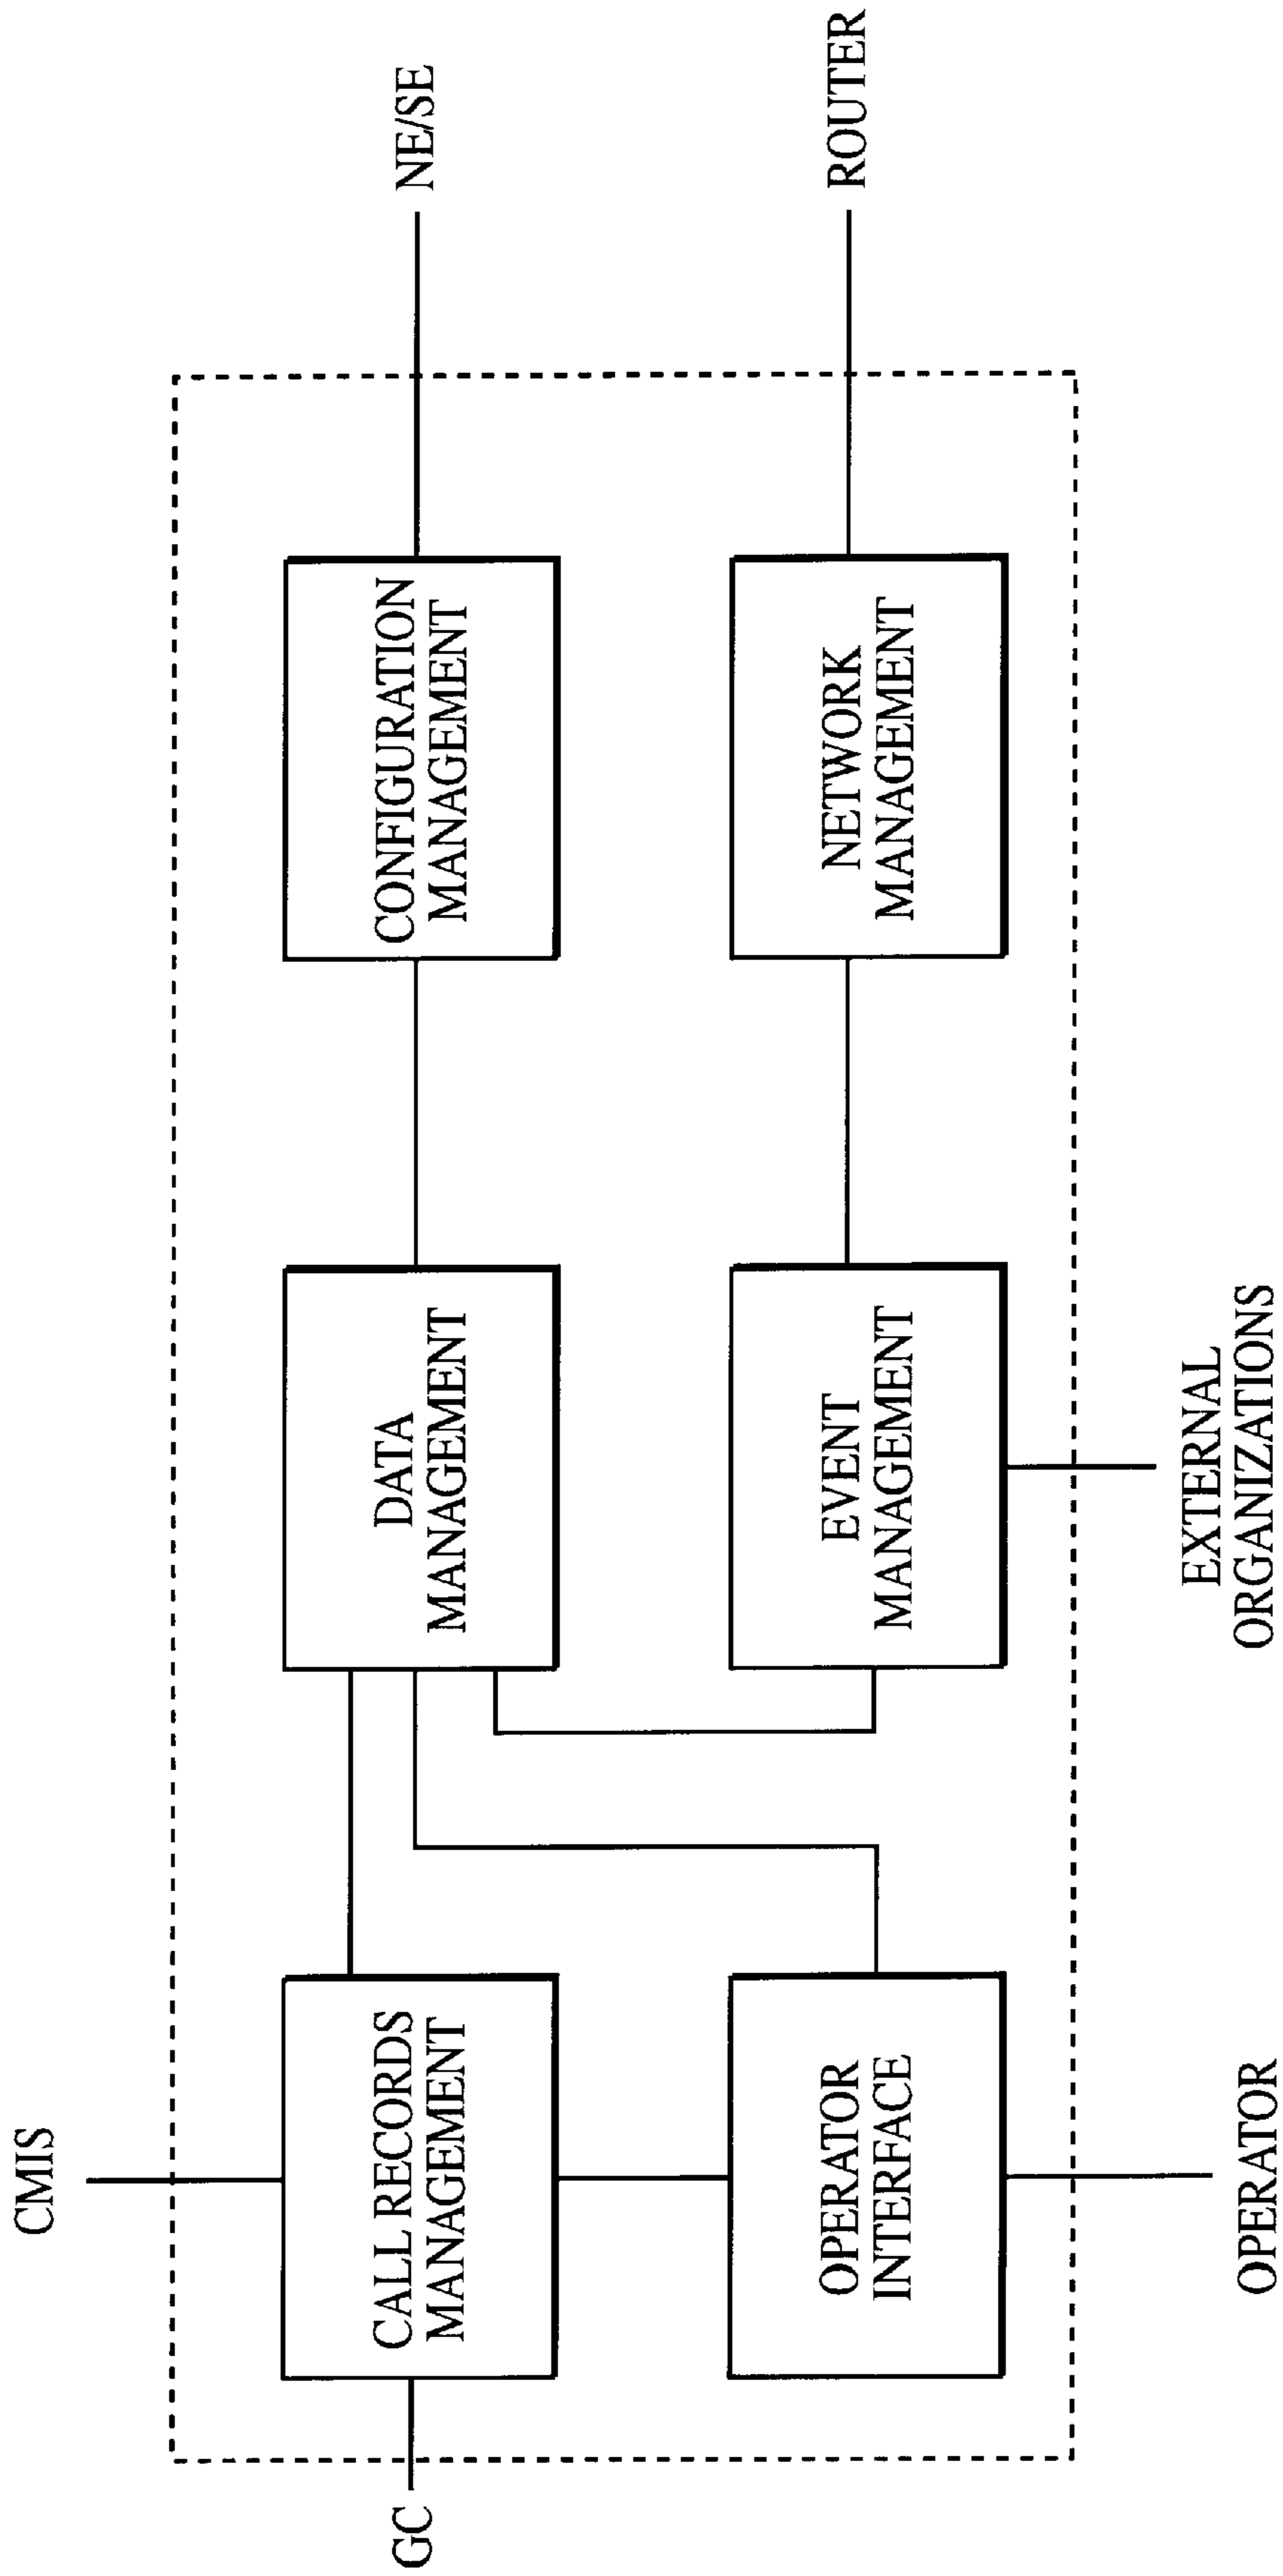 CMIS
GC
CALL RECORDS
MANAGEMENT
DATA
MANAGEMENT
CONFIGURATION
MANAGEMENT
NE/SE
OPERATOR
INTERFACE
EVENT
MANAGEMENT
NETWORK
MANAGEMENT
ROUTER
OPERATOR
EXTERNAL
ORGANIZATIONS